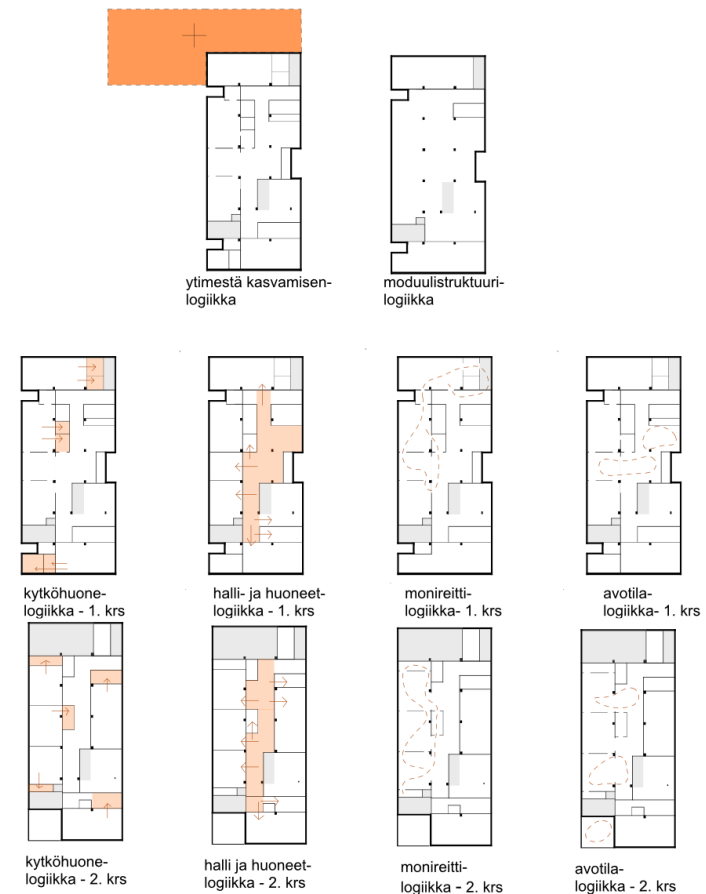 ytimestä kasvamisen-
logiikka
moduulistruktuuri-
logiikka
kytköhuone-
logiikka - 1. krs
halli- ja huoneet-
logiikka - 1. krs
monireitti-
logiikka- 1. krs
avotila-
logiikka- 1. krs
kytköhuone-
logiikka - 2. krs
halli ja huoneet-
logiikka - 2. krs
monireitti-
logiikka - 2. krs
avotila-
logiikka - 2. krs